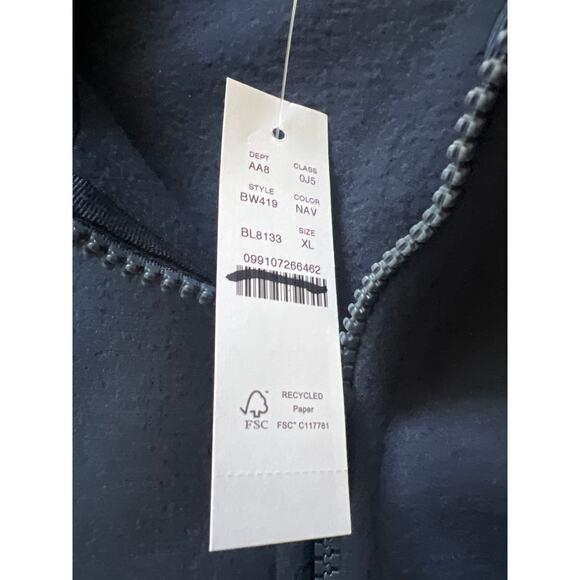 DEPT CLASS
AA8 0J5
STYLE COLOR
BW419 NAV
SIZE
BL8133 XL
099107266462
RECYCLED
Paper
FSC FSC® C117781